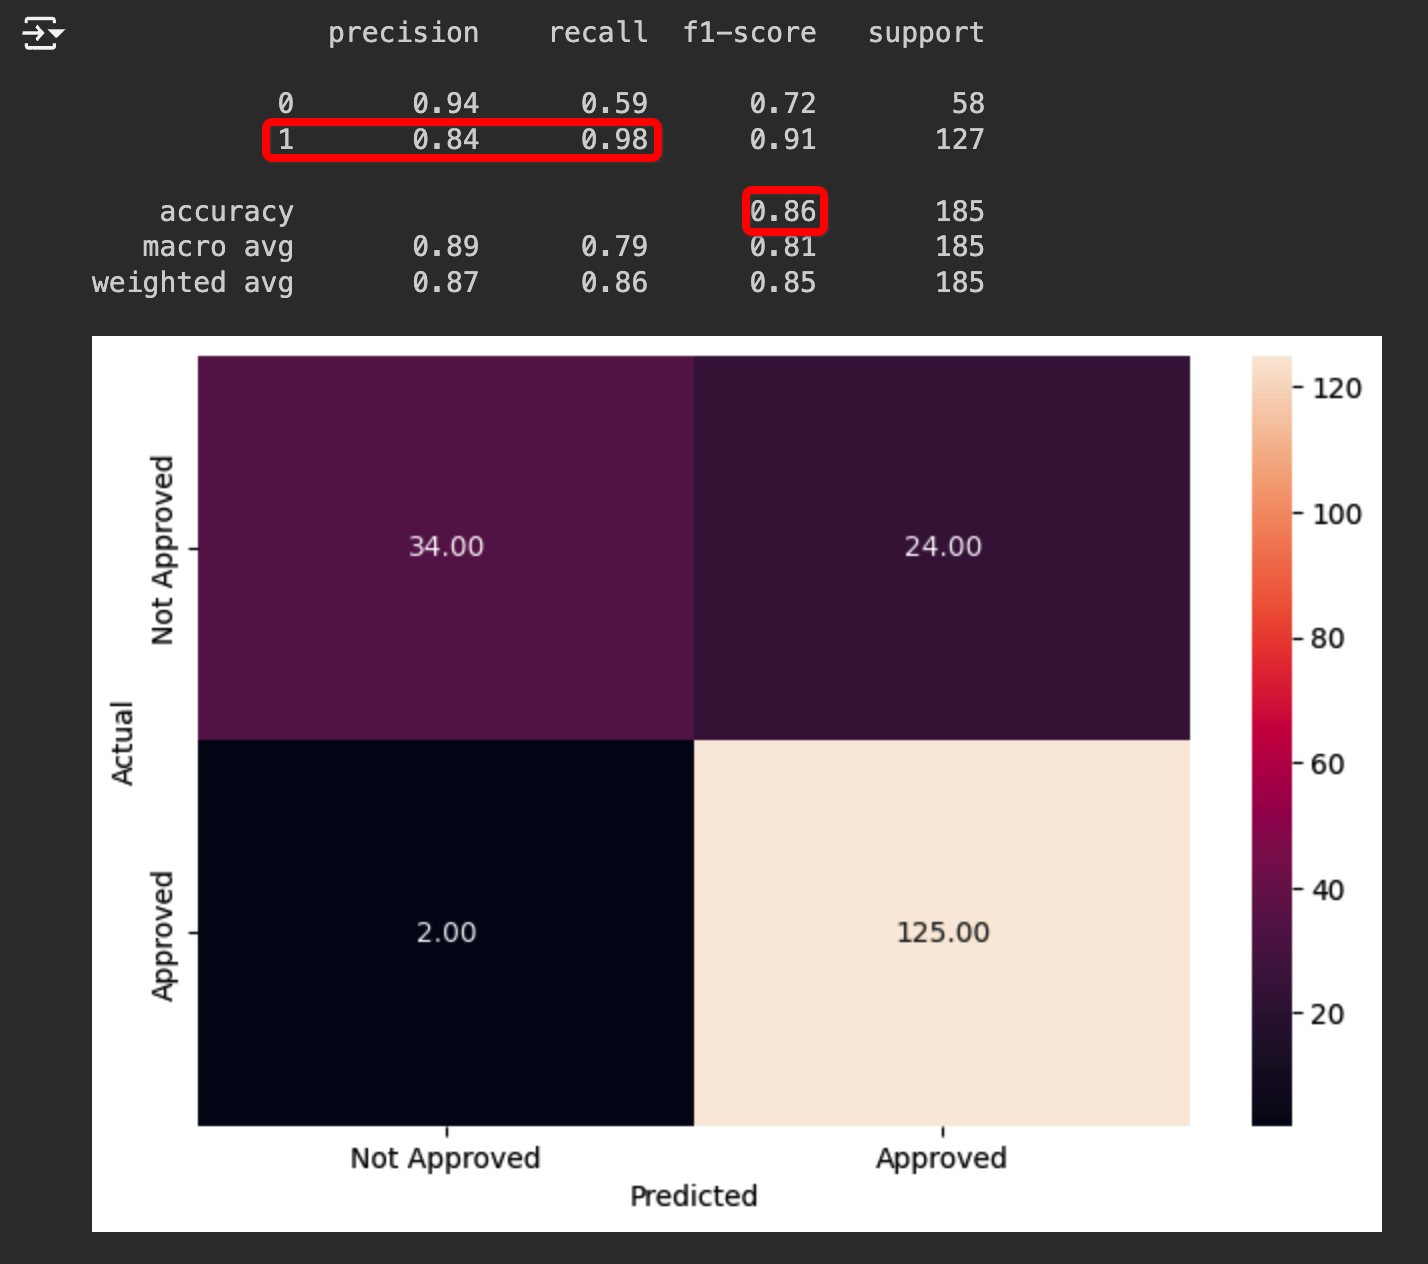 precision recall f1-score support
0 0.94 0.59 0.72 58
1 0.84 0.98 0.91 127
accuracy 0.86 185
macro avg 0.89 0.79 0.81 185
weighted avg 0.87 0.86 0.85 185
Actual
Not Approved
Approved
34.00 24.00
2.00 125.00
Not Approved Approved
Predicted
120
100
80
60
40
20